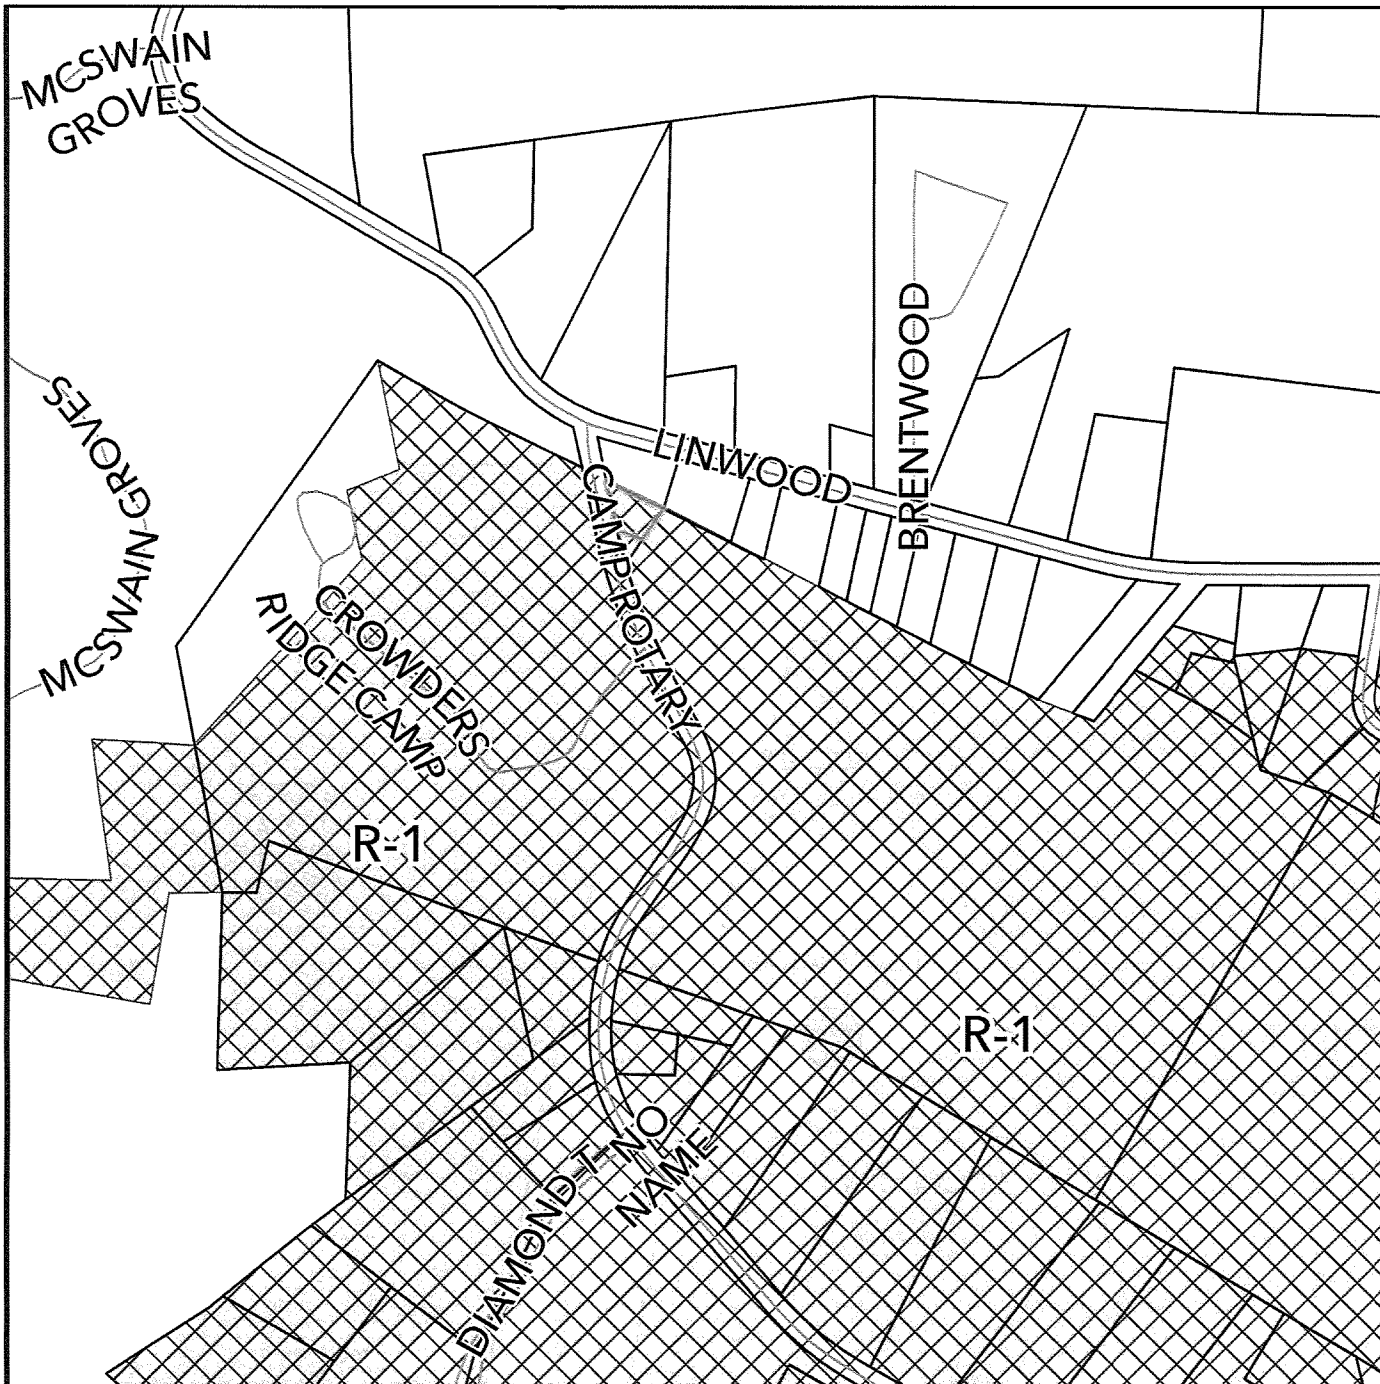 MCSWAIN
GROVES
BRENTWOOD
MCSWAIN GROVES
LINWOOD
CAMP ROTARY
CROWDERS
RIDGE CAMP
R-1
R-1
NO
NAME
DIAMOND T